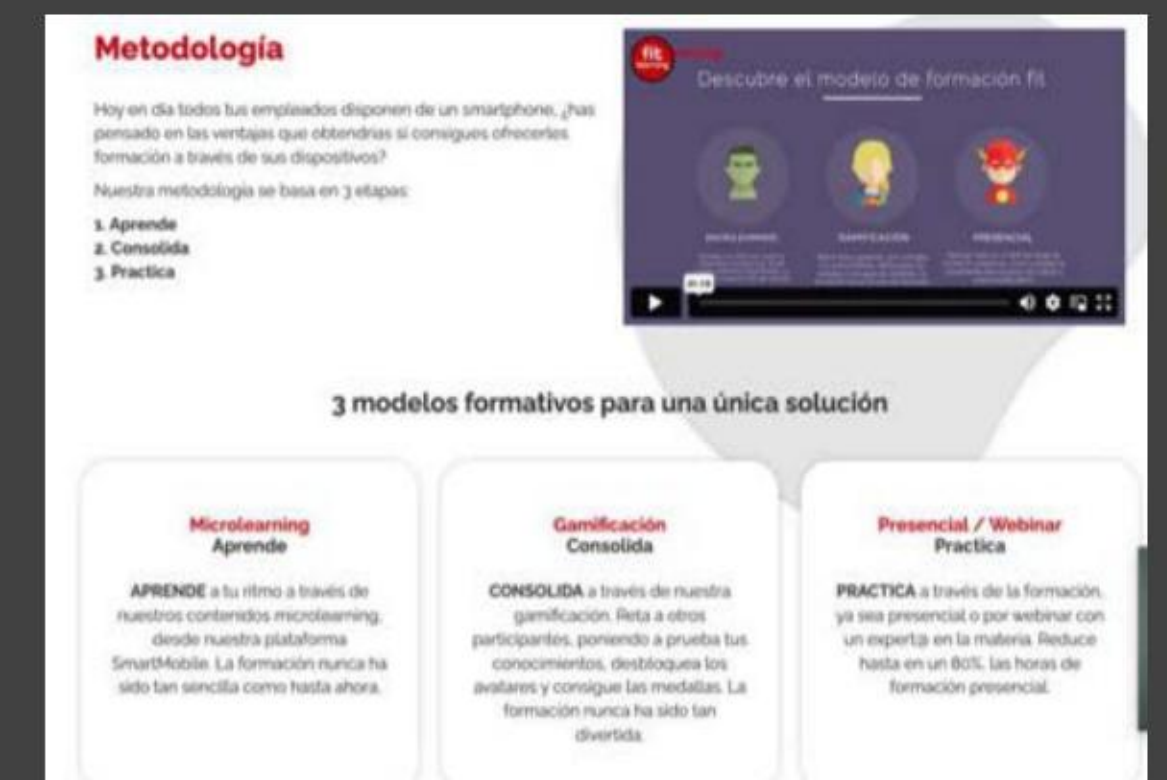 Metodología
Hoy en día todos tus empleados disponen de un smartphone, ¿has
pensado en las ventajas que obtendrías si consigues ofrecerles
formación a través de sus dispositivos?
Nuestra metodología se basa en 3 etapas:
1. Aprende
2. Consolida
3. Practica
fit
learning
Descubre el modelo de formación fit
MICROLEARNING
GAMIFICACIÓN
PRESENCIAL
3 modelos formativos para una única solución
Microlearning
Aprende
APRENDE a tu ritmo a través de
nuestros contenidos microlearning,
desde nuestra plataforma
SmartMobile. La formación nunca ha
sido tan sencilla como hasta ahora.
Gamificación
Consolida
CONSOLIDA a través de nuestra
gamificación. Reta a otros
participantes, poniendo a prueba tus
conocimientos, desbloquea los
avatares y consigue las medallas. La
formación nunca ha sido tan
divertida.
Presencial / Webinar
Practica
PRACTICA a través de la formación,
ya sea presencial o por webinar con
un expert@ en la materia. Reduce
hasta en un 80%, las horas de
formación presencial.